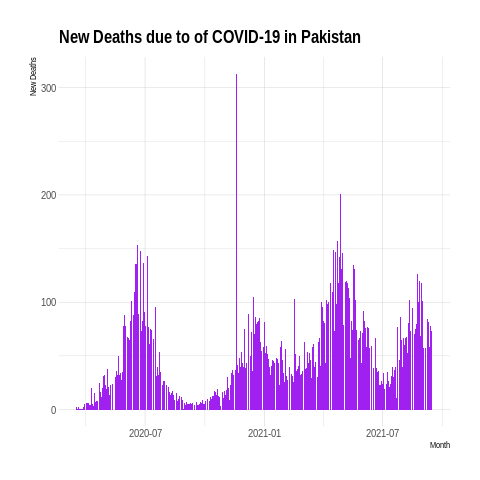 New Deaths due to of COVID-19 in Pakistan
New Deaths
300
200
100
0
2020-07
2021-01
2021-07
Month